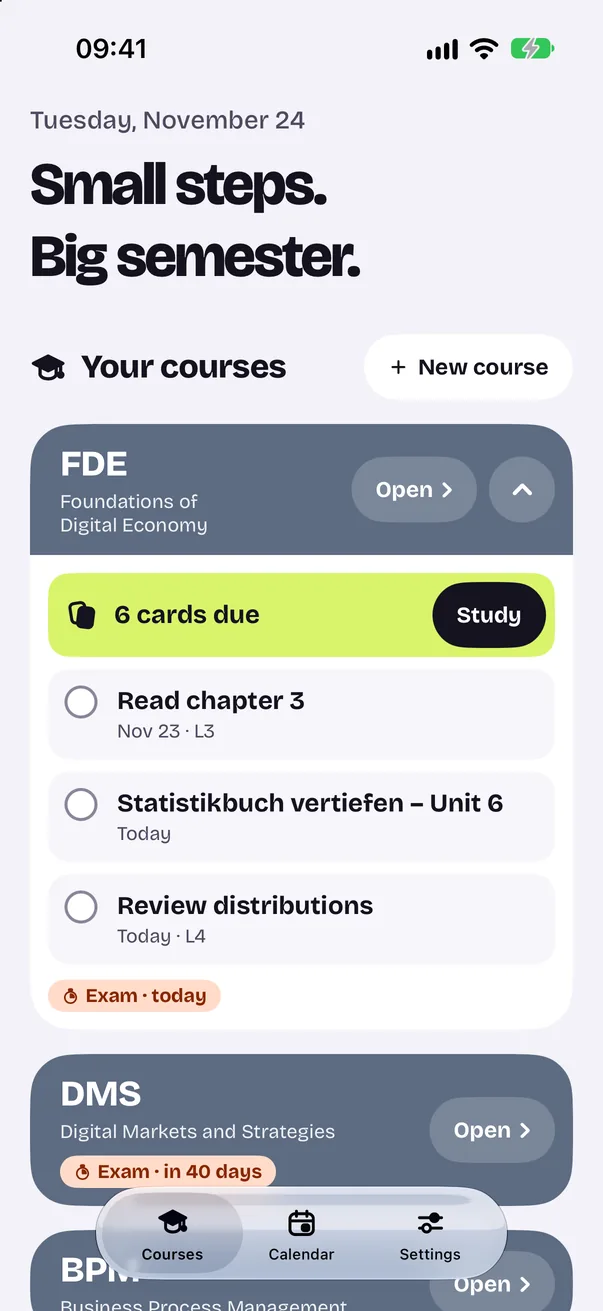 09:41
Tuesday, November 24
Small steps.
Big semester.
Your courses
+ New course
FDE
Foundations of
Digital Economy
Open
6 cards due
Study
Read chapter 3
Nov 23 · L3
Statistikbuch vertiefen – Unit 6
Today
Review distributions
Today · L4
Exam · today
DMS
Digital Markets and Strategies
Open
Exam · in 40 days
BPM
Business Process Management
Open
Courses
Calendar
Settings